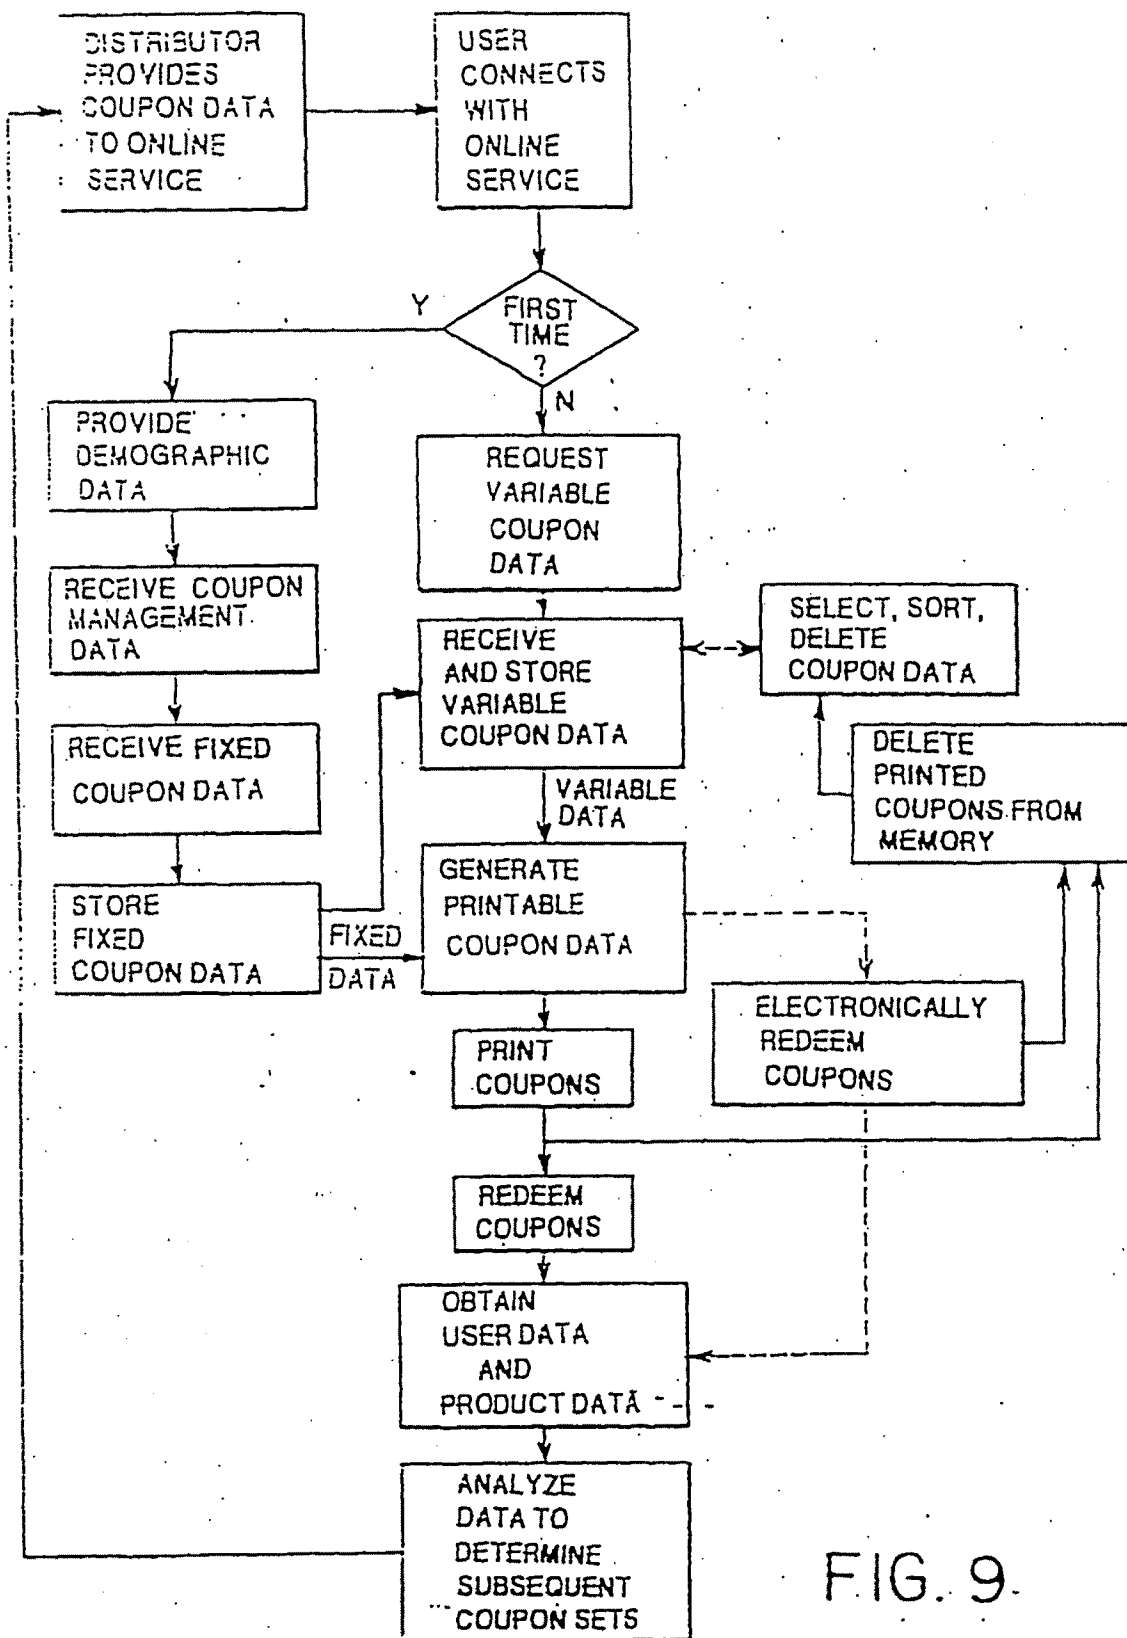 DISTRIBUTOR
PROVIDES
COUPON DATA
TO ONLINE
SERVICE
USER
CONNECTS
WITH
ONLINE
SERVICE
FIRST
TIME
?
Y
N
PROVIDE
DEMOGRAPHIC
DATA
REQUEST
VARIABLE
COUPON
DATA
RECEIVE COUPON
MANAGEMENT
DATA
RECEIVE
AND STORE
VARIABLE
COUPON DATA
SELECT, SORT,
DELETE
COUPON DATA
RECEIVE FIXED
COUPON DATA
VARIABLE
DATA
DELETE
PRINTED
COUPONS FROM
MEMORY
STORE
FIXED
COUPON DATA
FIXED
DATA
GENERATE
PRINTABLE
COUPON DATA
ELECTRONICALLY
REDEEM
COUPONS
PRINT
COUPONS
REDEEM
COUPONS
OBTAIN
USER DATA
AND
PRODUCT DATA
ANALYZE
DATA TO
DETERMINE
SUBSEQUENT
COUPON SETS
FIG. 9